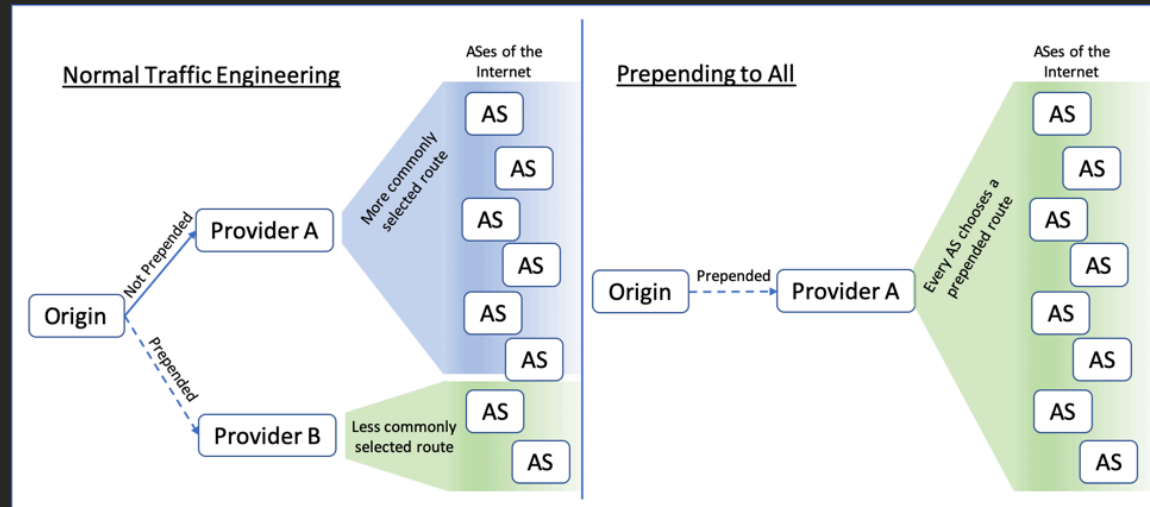 Normal Traffic Engineering
ASes of the
Internet
AS
AS
AS
AS
AS
AS
AS
AS
More commonly
selected route
Not Prepended
Provider A
Origin
Prepended
Provider B
Less commonly
selected route
Prepending to All
ASes of the
Internet
AS
AS
AS
AS
AS
AS
AS
AS
Every AS chooses a
prepended route
Origin
Prepended
Provider A